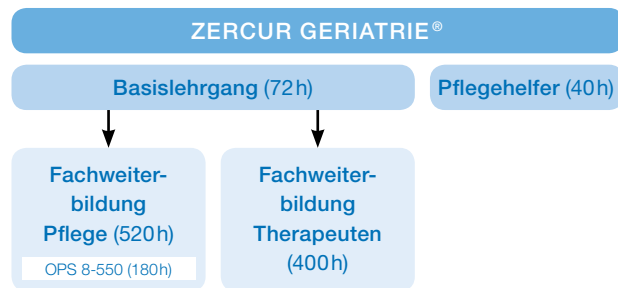 ZERCUR GERIATRIE®
Basislehrgang (72h)
Pflegehelfer (40h)
Fachweiter-
bildung
Pflege (520h)
OPS 8-550 (180h)
Fachweiter-
bildung
Therapeuten
(400h)